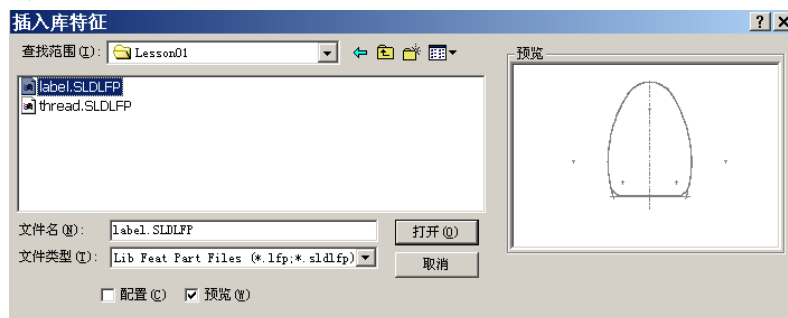 插入库特征
查找范围(I): Lesson01
预览
label.SLDLFP
thread.SLDLFP
文件名(N): label.SLDLFP 打开(O)
文件类型(T): Lib Feat Part Files (*.lfp;*.sldlfp) 取消
配置(C) 预览(W)